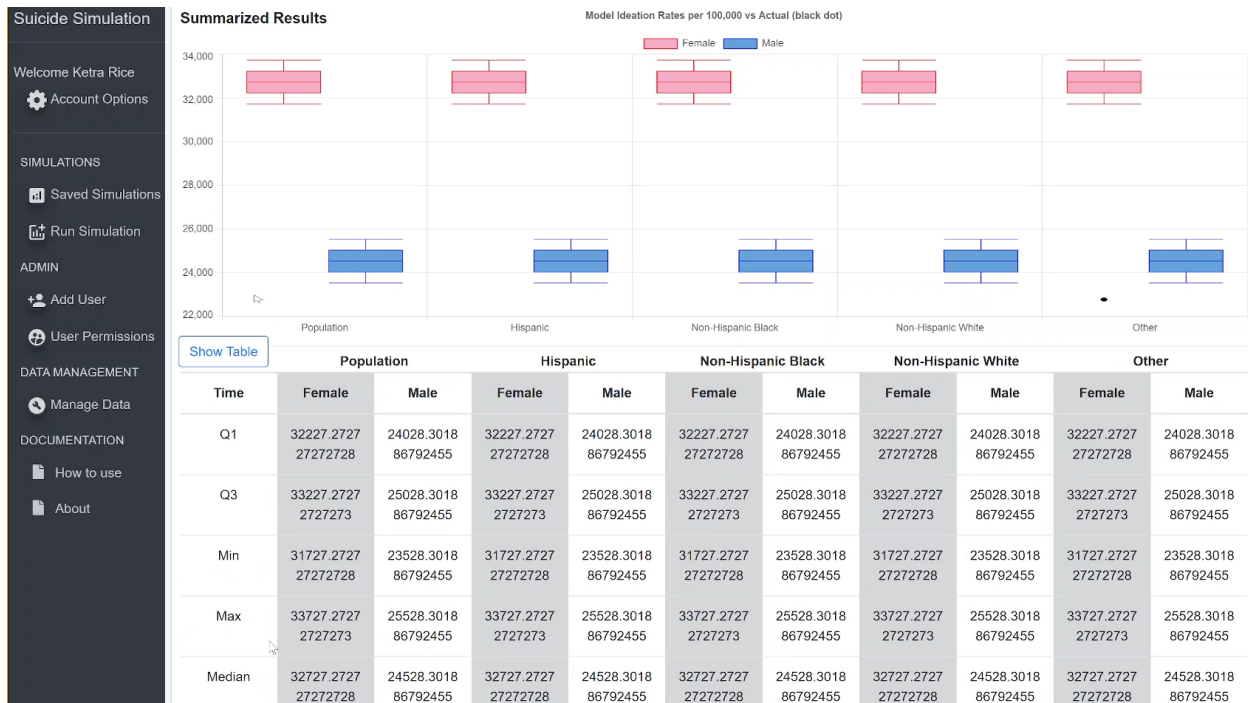 Suicide Simulation
Welcome Ketra Rice
Account Options
SIMULATIONS
Saved Simulations
Run Simulation
ADMIN
Add User
User Permissions
DATA MANAGEMENT
Manage Data
DOCUMENTATION
How to use
About
Summarized Results
Model Ideation Rates per 100,000 vs Actual (black dot)
Female Male
34,000
32,000
30,000
28,000
26,000
24,000
22,000
Population Hispanic Non-Hispanic Black Non-Hispanic White Other
Show Table
Population Hispanic Non-Hispanic Black Non-Hispanic White Other
Time Female Male Female Male Female Male Female Male Female Male
Q1 32227.2727 24028.3018 32227.2727 24028.3018 32227.2727 24028.3018 32227.2727 24028.3018 32227.2727 24028.3018
27272728 86792455 27272728 86792455 27272728 86792455 27272728 86792455 27272728 86792455
Q3 33227.2727 25028.3018 33227.2727 25028.3018 33227.2727 25028.3018 33227.2727 25028.3018 33227.2727 25028.3018
2727273 86792455 2727273 86792455 2727273 86792455 2727273 86792455 2727273 86792455
Min 31727.2727 23528.3018 31727.2727 23528.3018 31727.2727 23528.3018 31727.2727 23528.3018 31727.2727 23528.3018
27272728 86792455 27272728 86792455 27272728 86792455 27272728 86792455 27272728 86792455
Max 33727.2727 25528.3018 33727.2727 25528.3018 33727.2727 25528.3018 33727.2727 25528.3018 33727.2727 25528.3018
2727273 86792455 2727273 86792455 2727273 86792455 2727273 86792455 2727273 86792455
Median 32727.2727 24528.3018 32727.2727 24528.3018 32727.2727 24528.3018 32727.2727 24528.3018 32727.2727 24528.3018
27272728 86792455 27272728 86792455 27272728 86792455 27272728 86792455 27272728 86792455